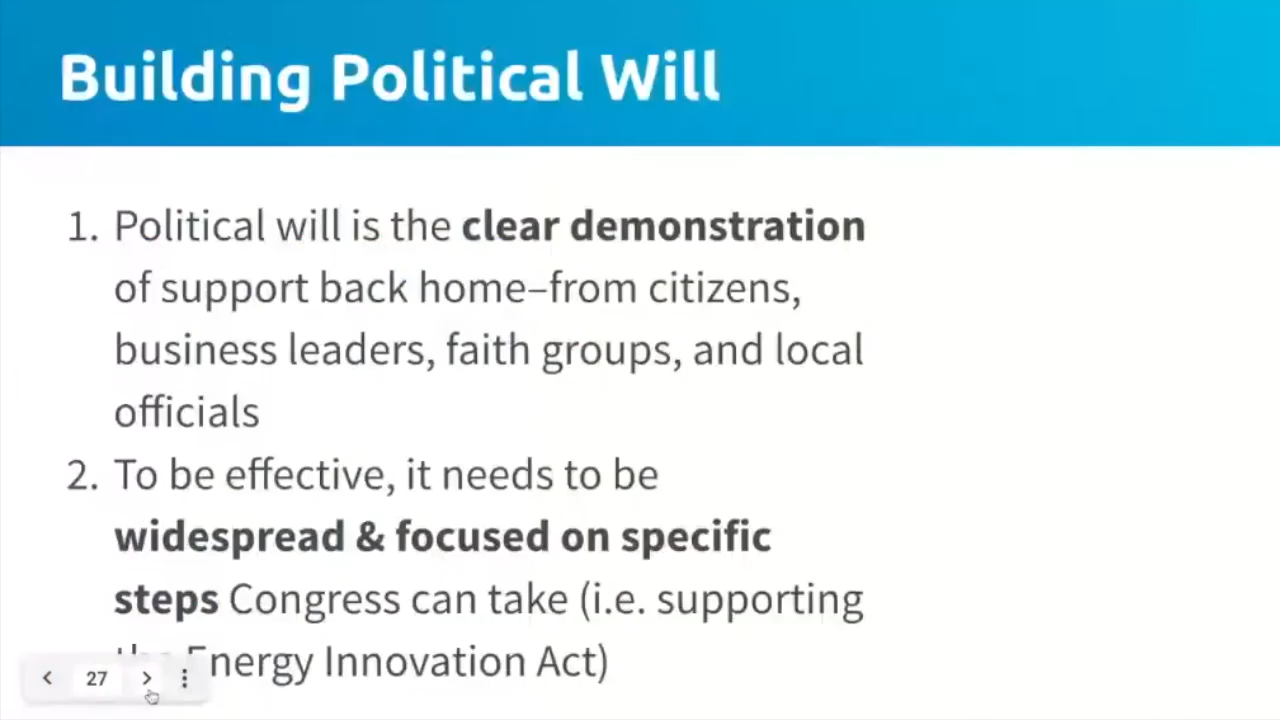 Building Political Will
1. Political will is the clear demonstration
of support back home–from citizens,
business leaders, faith groups, and local
officials
2. To be effective, it needs to be
widespread & focused on specific
steps Congress can take (i.e. supporting
the Energy Innovation Act)
27